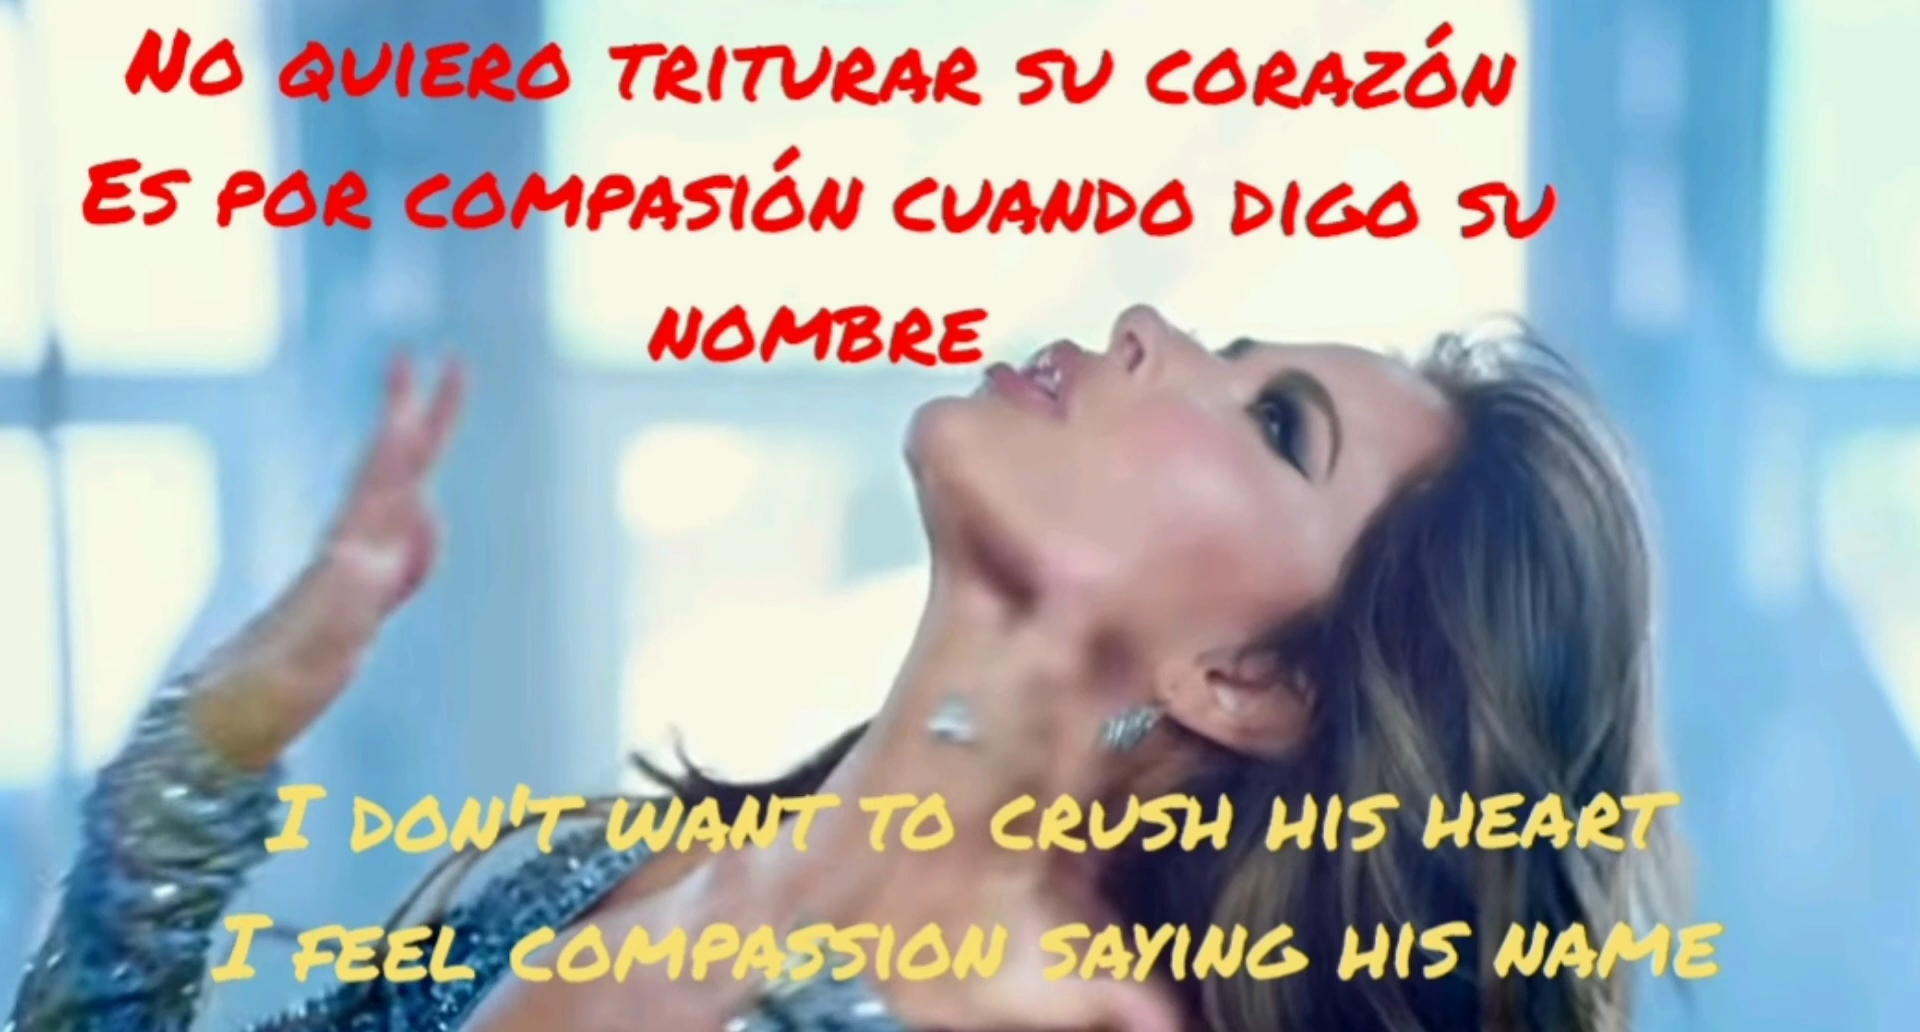 No quiero triturar su corazón
Es por compasión cuando digo su
nombre
I don't want to crush his heart
I feel compassion saying his name